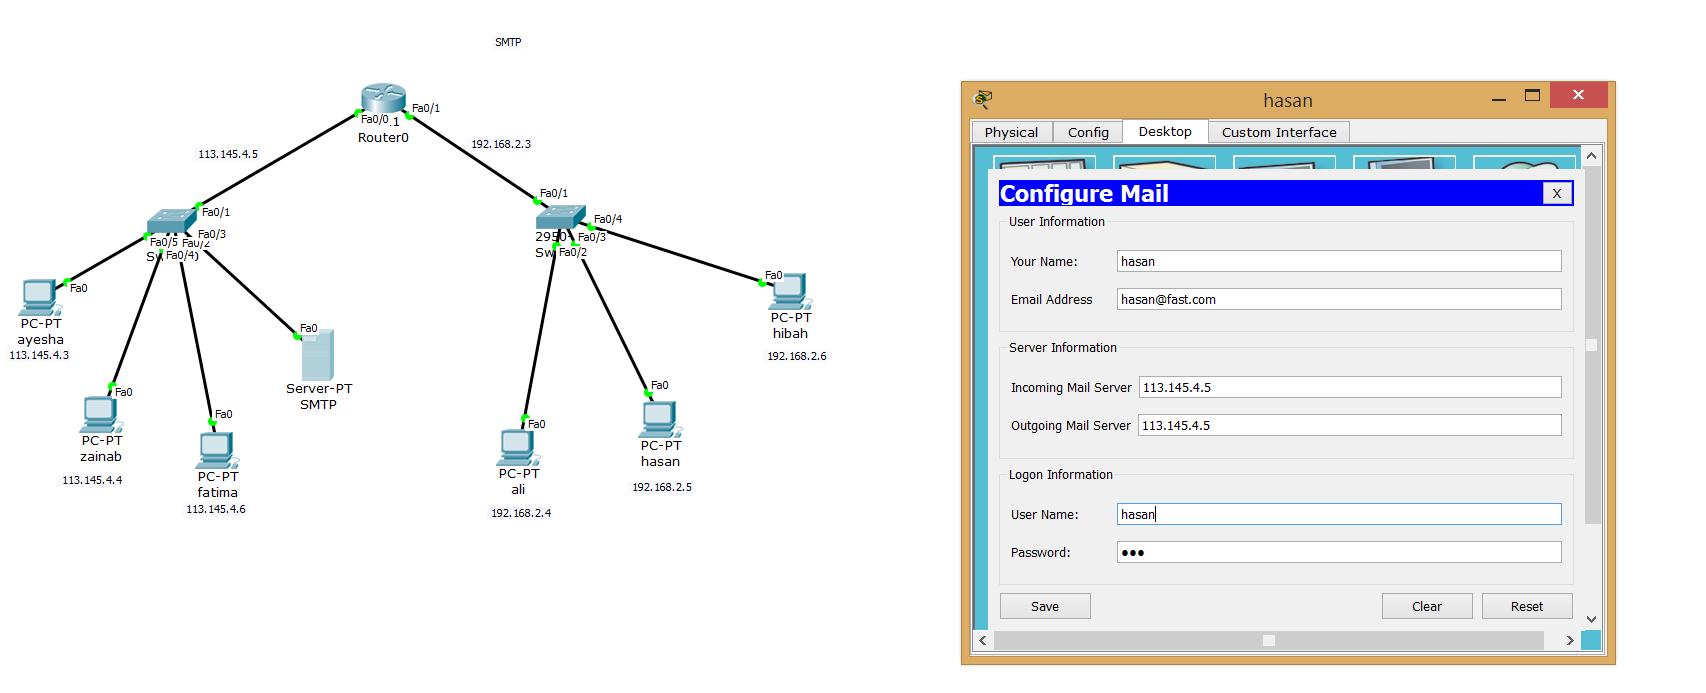 SMTP
Fa0/1
Fa0/0
.1
Router0
113.145.4.5
192.168.2.3
Fa0/1
Fa0/3
Fa0/5
Fa0/2
Fa0/4
Fa0
PC-PT
ayesha
113.145.4.3
Fa0
PC-PT
zainab
113.145.4.4
Fa0
PC-PT
fatima
113.145.4.6
Fa0
Server-PT
SMTP
Fa0/1
Fa0/4
2950
Fa0/3
Sw
Fa0/2
Fa0
PC-PT
hibah
192.168.2.6
Fa0
PC-PT
hasan
192.168.2.5
Fa0
PC-PT
ali
192.168.2.4
hasan
Physical
Config
Desktop
Custom Interface
Configure Mail
X
User Information
Your Name: hasan
Email Address hasan@fast.com
Server Information
Incoming Mail Server 113.145.4.5
Outgoing Mail Server 113.145.4.5
Logon Information
User Name: hasan
Password: ●●●
Save
Clear
Reset